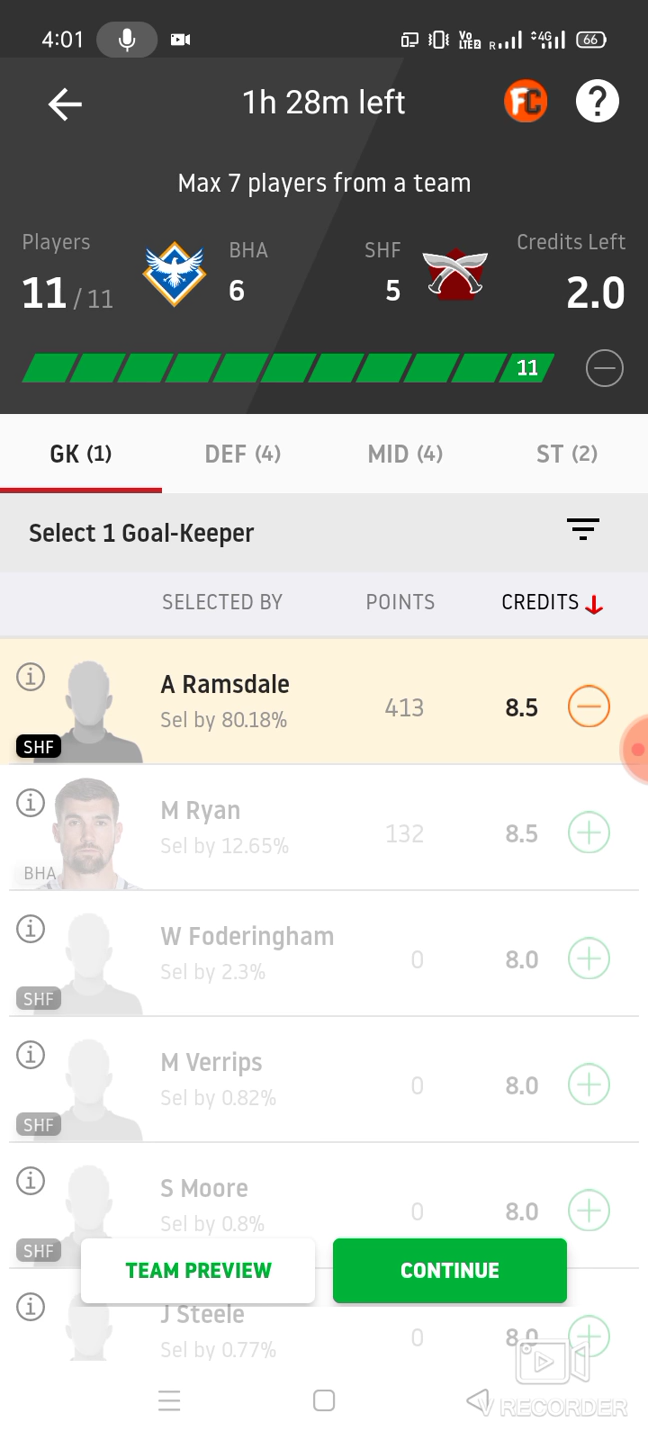 4:01
Vo
LTE2
R
4G
66
1h 28m left
FC
?
Max 7 players from a team
Players
BHA
SHF
Credits Left
11 / 11
6
5
2.0
11
GK (1)
DEF (4)
MID (4)
ST (2)
Select 1 Goal-Keeper
SELECTED BY
POINTS
CREDITS
A Ramsdale
Sel by 80.18%
413
8.5
SHF
M Ryan
Sel by 12.65%
132
8.5
BHA
W Foderingham
Sel by 2.3%
0
8.0
SHF
M Verrips
Sel by 0.82%
0
8.0
SHF
S Moore
Sel by 0.8%
0
8.0
SHF
TEAM PREVIEW
CONTINUE
J Steele
Sel by 0.77%
0
8.0
V RECORDER